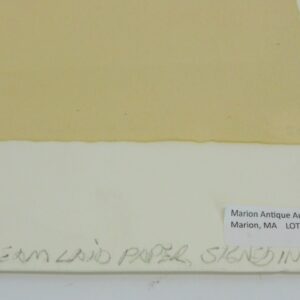 Marion Antique Au
Marion, MA LOT
EAM LAID PAPER, SIGNED IN